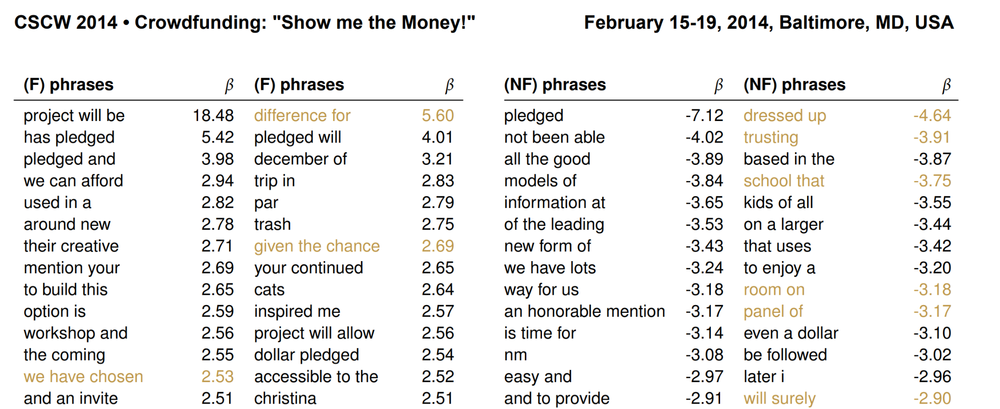 CSCW 2014 • Crowdfunding: "Show me the Money!" February 15-19, 2014, Baltimore, MD, USA
(F) phrases β (F) phrases β (NF) phrases β (NF) phrases β
project will be 18.48 difference for 5.60 pledged -7.12 dressed up -4.64
has pledged 5.42 pledged will 4.01 not been able -4.02 trusting -3.91
pledged and 3.98 december of 3.21 all the good -3.89 based in the -3.87
we can afford 2.94 trip in 2.83 models of -3.84 school that -3.75
used in a 2.82 par 2.79 information at -3.65 kids of all -3.55
around new 2.78 trash 2.75 of the leading -3.53 on a larger -3.44
their creative 2.71 given the chance 2.69 new form of -3.43 that uses -3.42
mention your 2.69 your continued 2.65 we have lots -3.24 to enjoy a -3.20
to build this 2.65 cats 2.64 way for us -3.18 room on -3.18
option is 2.59 inspired me 2.57 an honorable mention -3.17 panel of -3.17
workshop and 2.56 project will allow 2.56 is time for -3.14 even a dollar -3.10
the coming 2.55 dollar pledged 2.54 nm -3.08 be followed -3.02
we have chosen 2.53 accessible to the 2.52 easy and -2.97 later i -2.96
and an invite 2.51 christina 2.51 and to provide -2.91 will surely -2.90